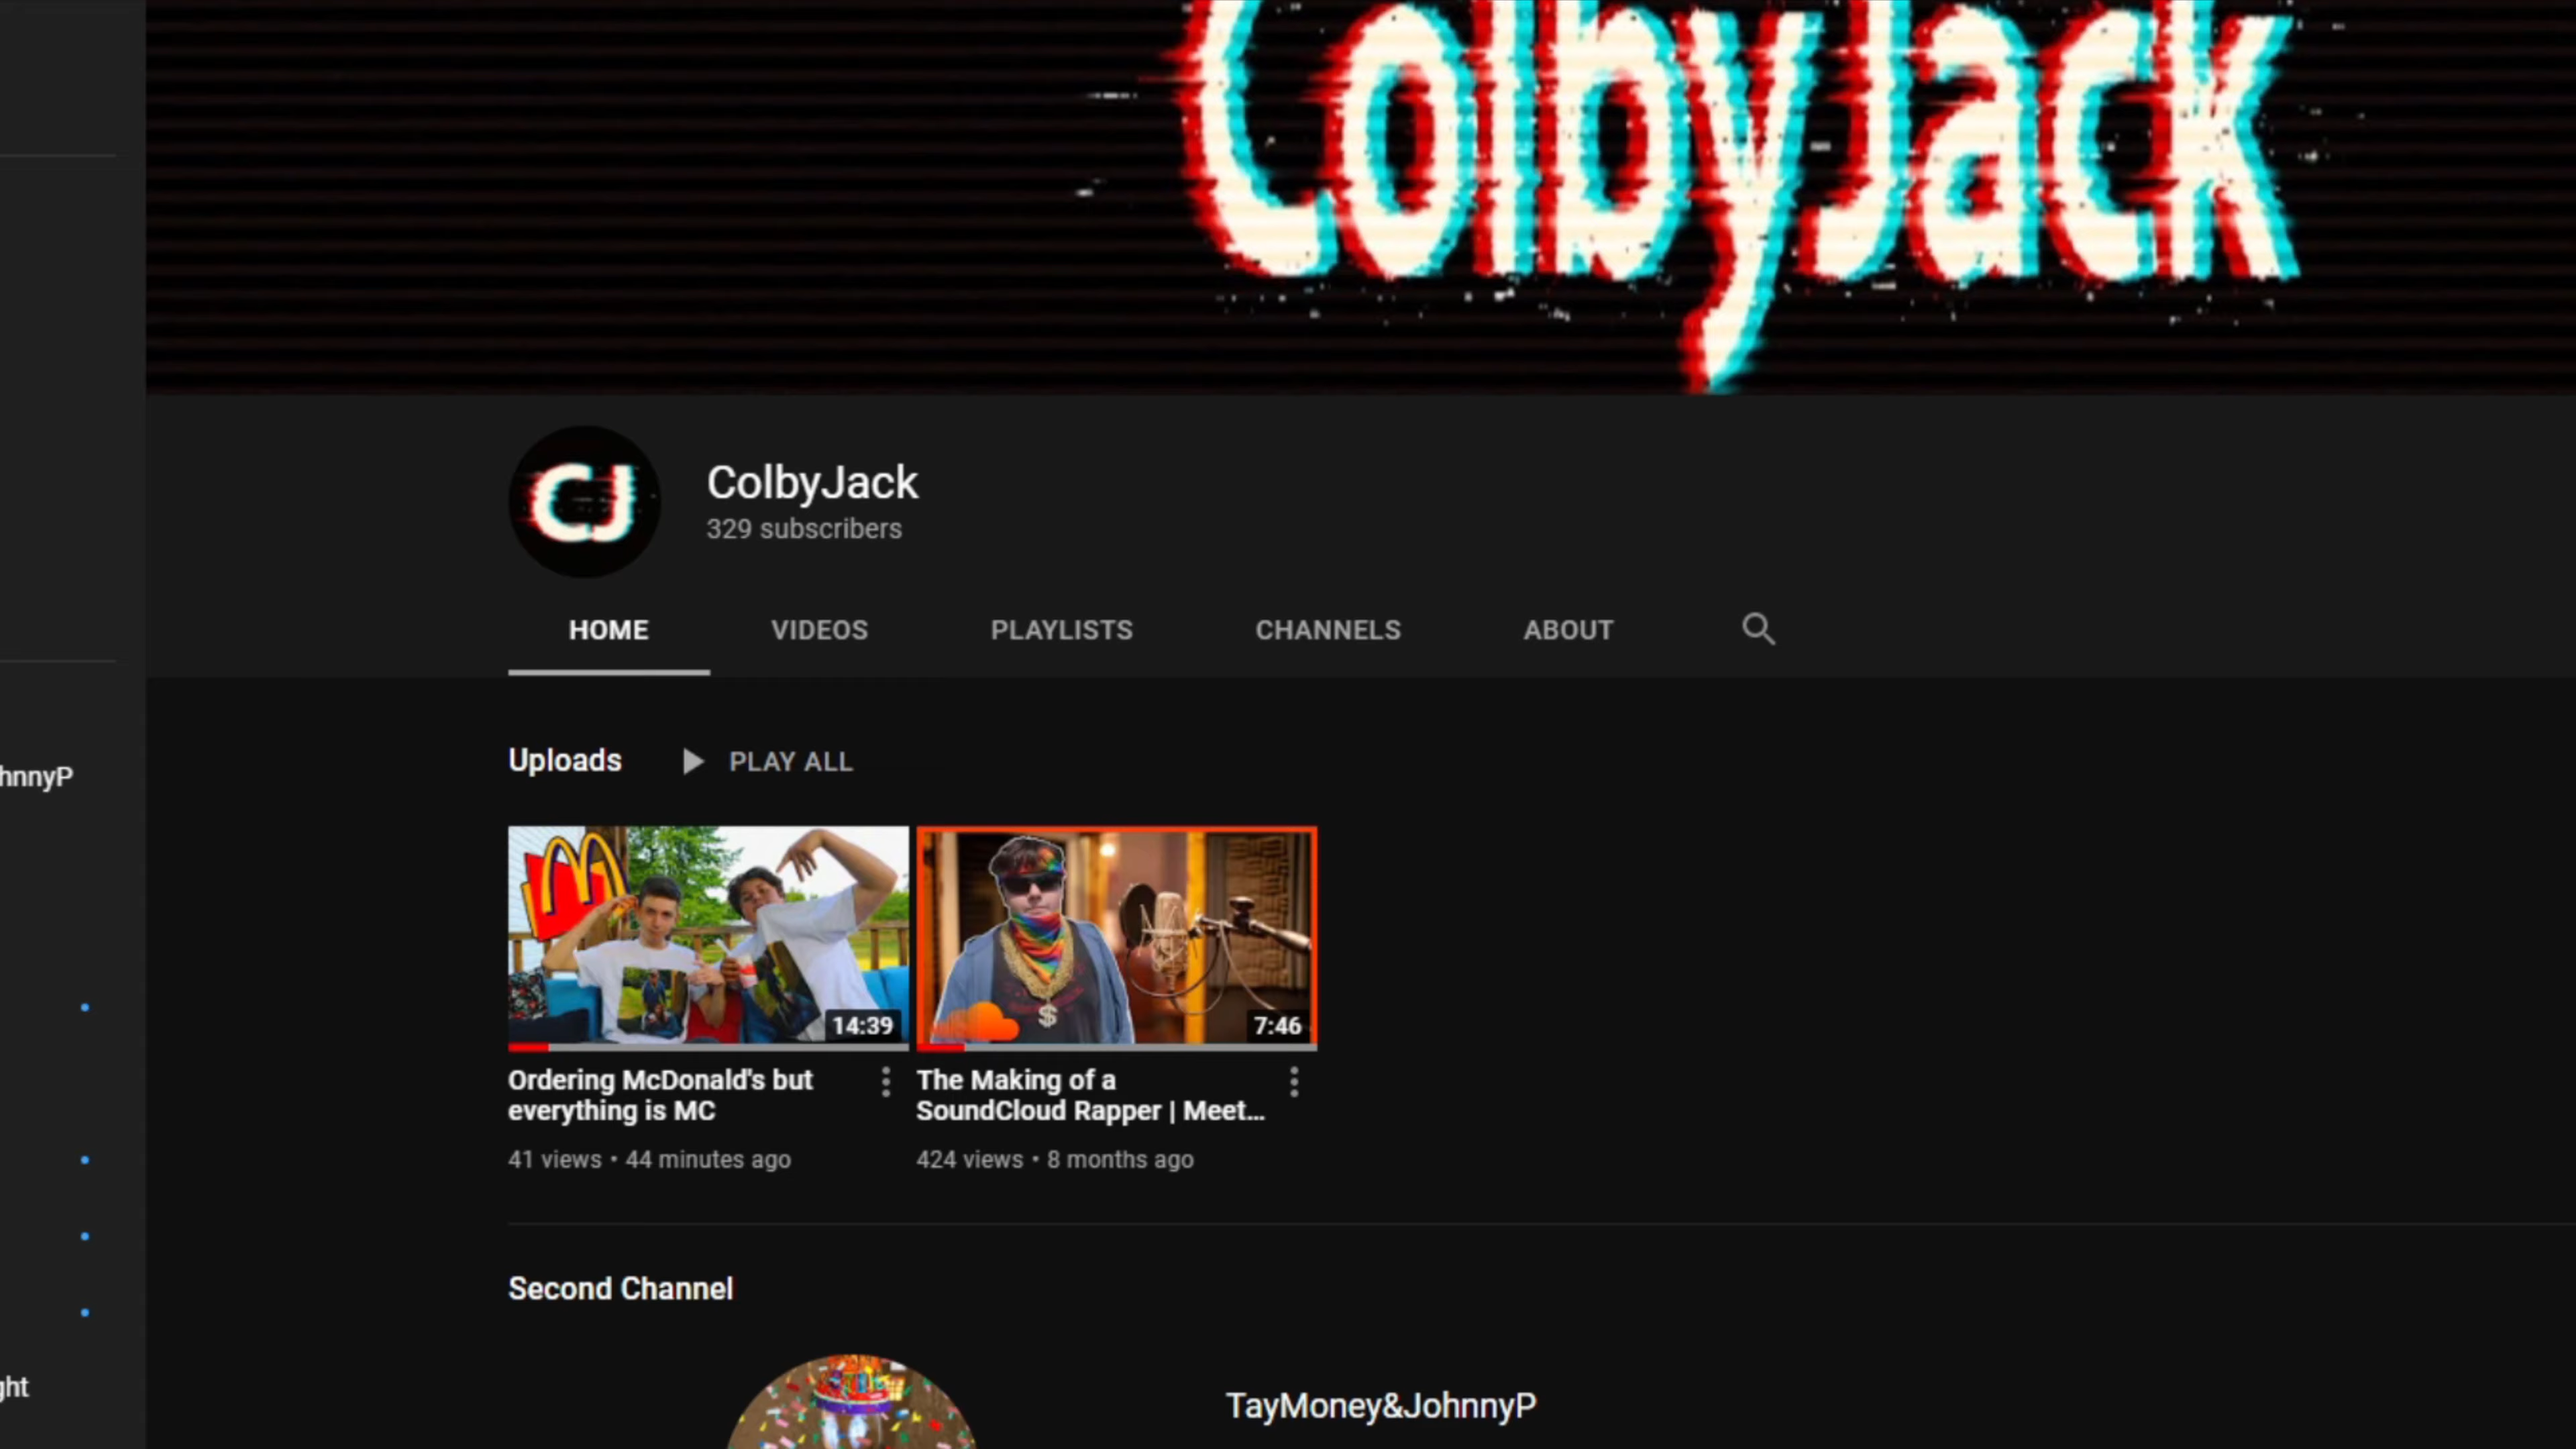 ColbyJack
CJ
ColbyJack
329 subscribers
HOME VIDEOS PLAYLISTS CHANNELS ABOUT
Uploads PLAY ALL
hnnyP
14:39
7:46
Ordering McDonald's but
everything is MC
41 views • 44 minutes ago
The Making of a
SoundCloud Rapper | Meet...
424 views • 8 months ago
Second Channel
ght
TayMoney&JohnnyP